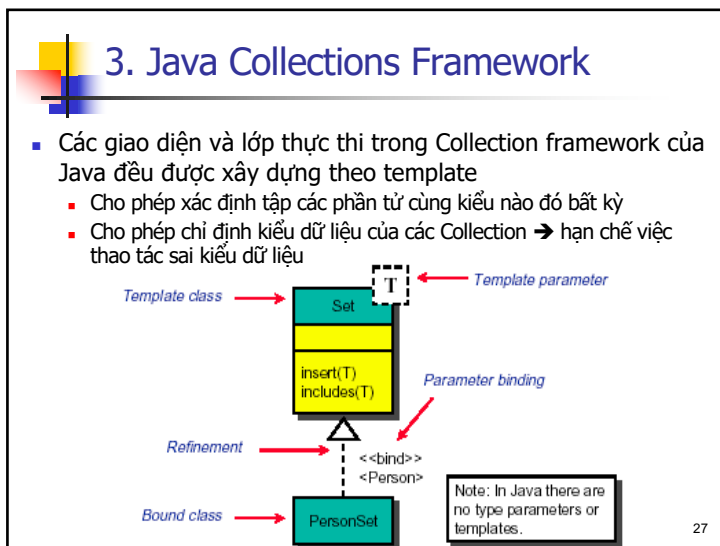 3. Java Collections Framework
Các giao diện và lớp thực thi trong Collection framework của
Java đều được xây dựng theo template
Cho phép xác định tập các phần tử cùng kiểu nào đó bất kỳ
Cho phép chỉ định kiểu dữ liệu của các Collection ➔ hạn chế việc
thao tác sai kiểu dữ liệu
Template class
T
Template parameter
Set
insert(T)
includes(T)
Parameter binding
Refinement
<<bind>>
<Person>
Bound class
PersonSet
Note: In Java there are
no type parameters or
templates.
27